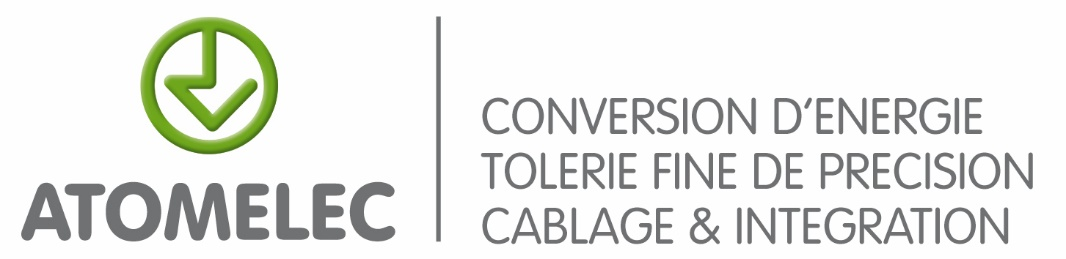 ATOMELEC
CONVERSION D'ENERGIE
TOLERIE FINE DE PRECISION
CABLAGE & INTEGRATION